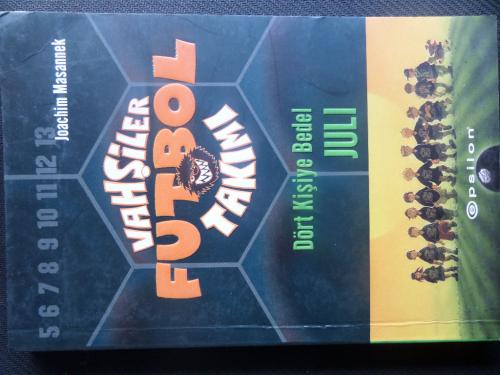 5 6 7 8 9 10 11 12 13
Joachim Masannek
VAHŞİLER
FUTBOL
TAKIMI
Dört Kişiye Bedel
JULI
epsilon